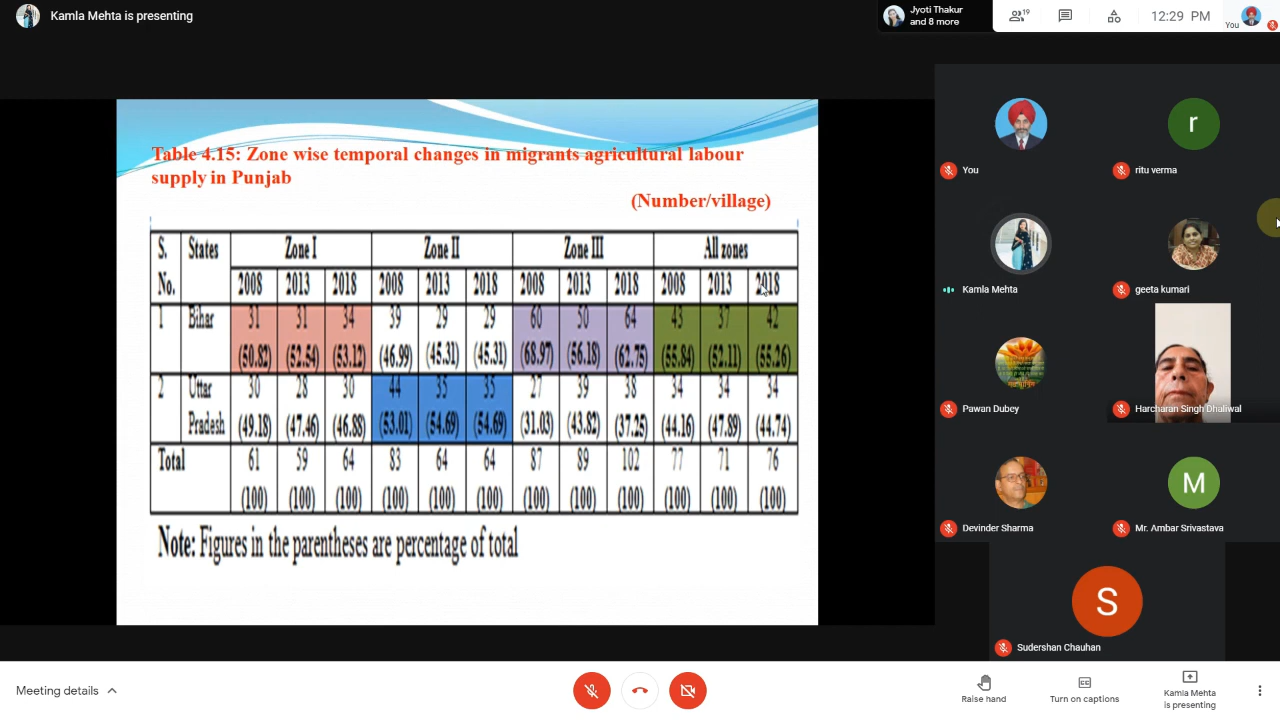 Kamla Mehta is presenting
Jyoti Thakur
and 8 more
19
12:29 PM
You
Table 4.15: Zone wise temporal changes in migrants agricultural labour
supply in Punjab
(Number/village)
S. States Zone I Zone II Zone III All zones
No. 2008 2013 2018 2008 2013 2018 2008 2013 2018 2008 2013 2018
1 Bihar 31 31 34 39 29 29 60 50 64 43 37 42
(50.82) (52.54) (53.12) (46.99) (45.31) (45.31) (68.97) (56.18) (62.75) (55.84) (52.11) (55.26)
2 Uttar 30 28 30 44 35 35 27 39 38 34 34 34
Pradesh (49.18) (47.46) (46.88) (53.01) (54.69) (54.69) (31.03) (43.82) (37.25) (44.16) (47.89) (44.74)
Total 61 59 64 83 64 64 87 89 102 77 71 76
(100) (100) (100) (100) (100) (100) (100) (100) (100) (100) (100) (100)
Note: Figures in the parentheses are percentage of total
You
r
ritu verma
Kamla Mehta
geeta kumari
Pawan Dubey
Harcharan Singh Dhaliwal
Devinder Sharma
M
Mr. Ambar Srivastava
S
Sudershan Chauhan
Meeting details
Raise hand
Turn on captions
Kamla Mehta
is presenting